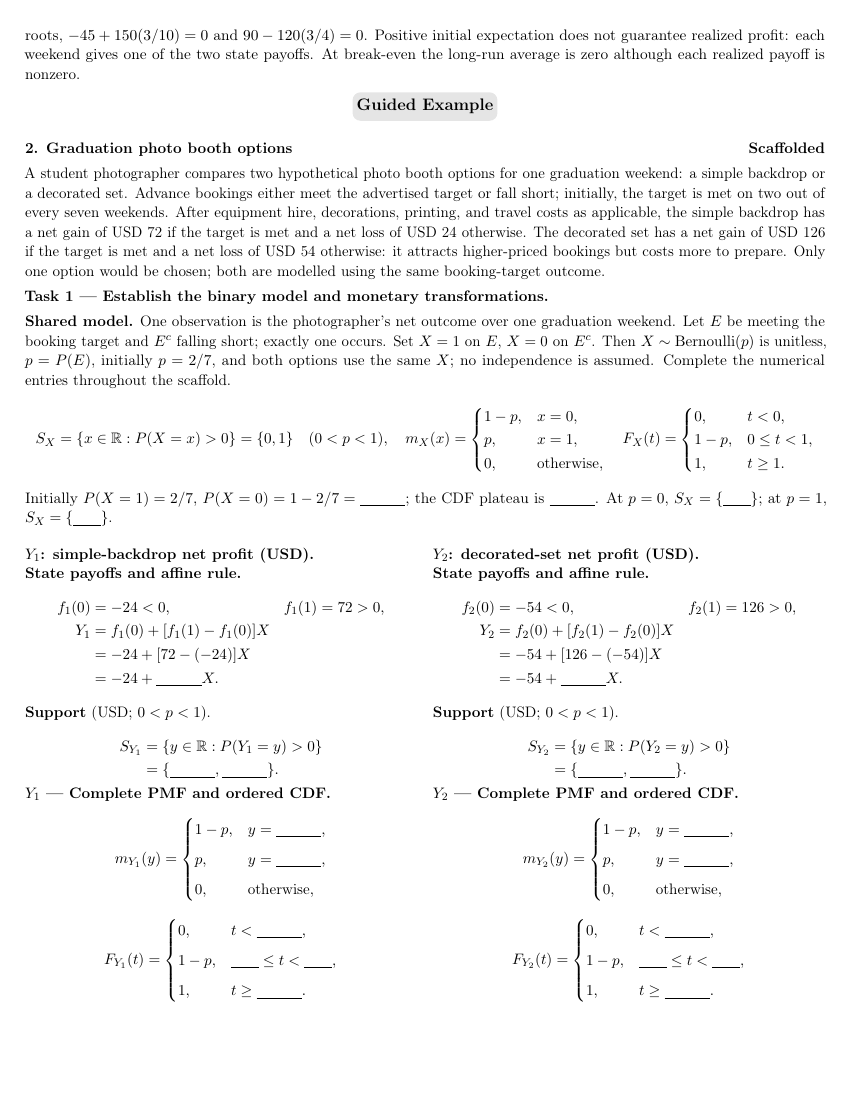 roots, −45 + 150(3/10) = 0 and 90 − 120(3/4) = 0. Positive initial expectation does not guarantee realized profit: each
weekend gives one of the two state payoffs. At break-even the long-run average is zero although each realized payoff is
nonzero.
Guided Example
2. Graduation photo booth options Scaffolded
A student photographer compares two hypothetical photo booth options for one graduation weekend: a simple backdrop or
a decorated set. Advance bookings either meet the advertised target or fall short; initially, the target is met on two out of
every seven weekends. After equipment hire, decorations, printing, and travel costs as applicable, the simple backdrop has
a net gain of USD 72 if the target is met and a net loss of USD 24 otherwise. The decorated set has a net gain of USD 126
if the target is met and a net loss of USD 54 otherwise: it attracts higher-priced bookings but costs more to prepare. Only
one option would be chosen; both are modelled using the same booking-target outcome.
Task 1 — Establish the binary model and monetary transformations.
Shared model. One observation is the photographer's net outcome over one graduation weekend. Let E be meeting the
booking target and Eᶜ falling short; exactly one occurs. Set X = 1 on E, X = 0 on Eᶜ. Then X ∼ Bernoulli(p) is unitless,
p = P(E), initially p = 2/7, and both options use the same X; no independence is assumed. Complete the numerical
entries throughout the scaffold.
S_X = {x ∈ ℝ : P(X = x) > 0} = {0, 1} (0 < p < 1), m_X(x) = { 1 − p, x = 0, p, x = 1, 0, otherwise, F_X(t) = { 0, t < 0, 1 − p, 0 ≤ t < 1, 1, t ≥ 1.
Initially P(X = 1) = 2/7, P(X = 0) = 1 − 2/7 = ______; the CDF plateau is ______. At p = 0, S_X = {____}; at p = 1,
S_X = {____}.
Y₁: simple-backdrop net profit (USD).
State payoffs and affine rule.
f₁(0) = −24 < 0, f₁(1) = 72 > 0,
Y₁ = f₁(0) + [f₁(1) − f₁(0)]X
= −24 + [72 − (−24)]X
= −24 + ______X.
Support (USD; 0 < p < 1).
S_{Y₁} = {y ∈ ℝ : P(Y₁ = y) > 0}
= {______, ______}.
Y₁ — Complete PMF and ordered CDF.
m_{Y₁}(y) = { 1 − p, y = ______,
p, y = ______,
0, otherwise,
F_{Y₁}(t) = { 0, t < ______,
1 − p, ____ ≤ t < ____,
1, t ≥ ______.
Y₂: decorated-set net profit (USD).
State payoffs and affine rule.
f₂(0) = −54 < 0, f₂(1) = 126 > 0,
Y₂ = f₂(0) + [f₂(1) − f₂(0)]X
= −54 + [126 − (−54)]X
= −54 + ______X.
Support (USD; 0 < p < 1).
S_{Y₂} = {y ∈ ℝ : P(Y₂ = y) > 0}
= {______, ______}.
Y₂ — Complete PMF and ordered CDF.
m_{Y₂}(y) = { 1 − p, y = ______,
p, y = ______,
0, otherwise,
F_{Y₂}(t) = { 0, t < ______,
1 − p, ____ ≤ t < ____,
1, t ≥ ______.